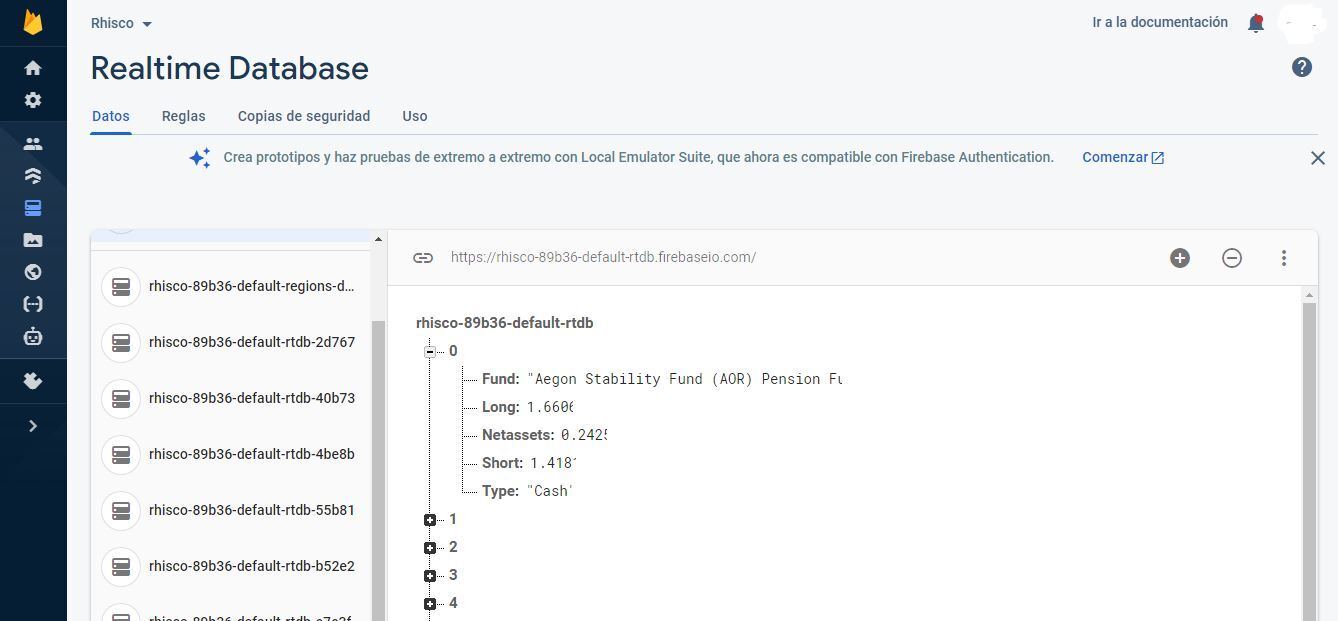 Rhisco
Ir a la documentación
Realtime Database
Datos
Reglas
Copias de seguridad
Uso
Crea prototipos y haz pruebas de extremo a extremo con Local Emulator Suite, que ahora es compatible con Firebase Authentication.
Comenzar
rhisco-89b36-default-regions-d...
rhisco-89b36-default-rtdb-2d767
rhisco-89b36-default-rtdb-40b73
rhisco-89b36-default-rtdb-4be8b
rhisco-89b36-default-rtdb-55b81
rhisco-89b36-default-rtdb-b52e2
https://rhisco-89b36-default-rtdb.firebaseio.com/
rhisco-89b36-default-rtdb
0
Fund: "Aegon Stability Fund (AOR) Pension Fu
Long: 1.6606
Netassets: 0.2425
Short: 1.4181
Type: "Cash"
1
2
3
4